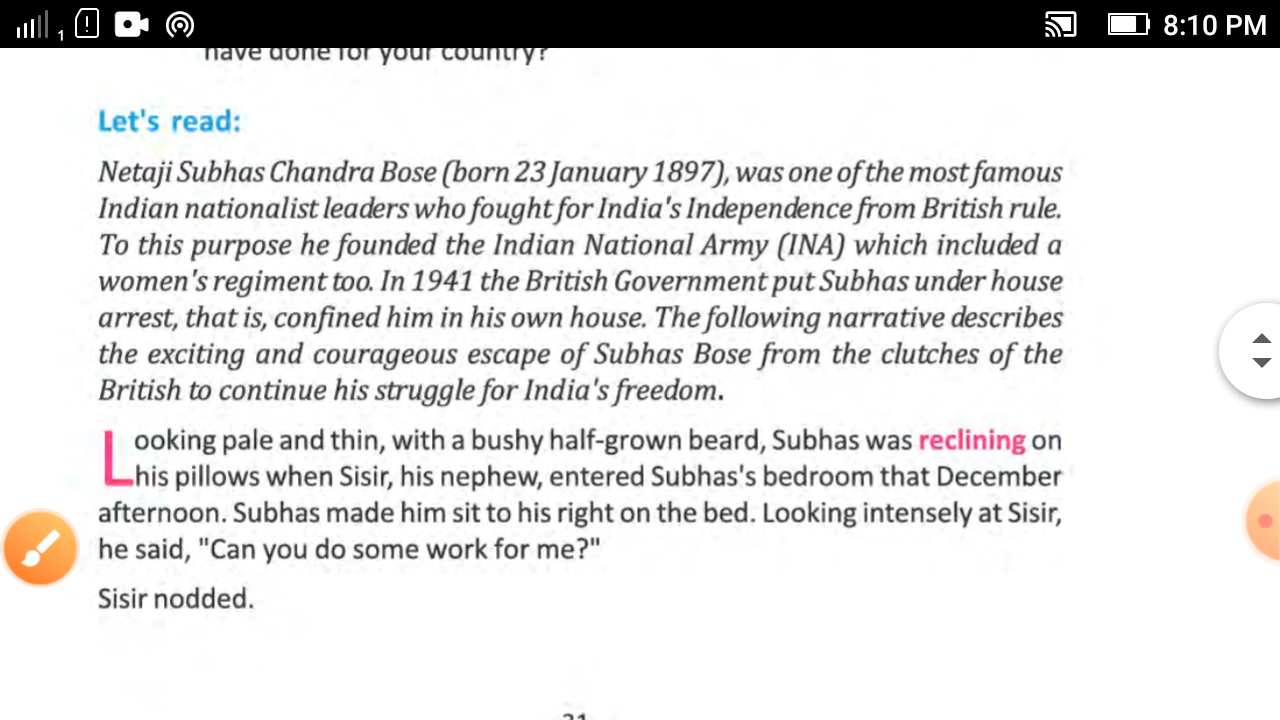 1 8:10 PM
have done for your country?
Let's read:
Netaji Subhas Chandra Bose (born 23 January 1897), was one of the most famous
Indian nationalist leaders who fought for India's Independence from British rule.
To this purpose he founded the Indian National Army (INA) which included a
women's regiment too. In 1941 the British Government put Subhas under house
arrest, that is, confined him in his own house. The following narrative describes
the exciting and courageous escape of Subhas Bose from the clutches of the
British to continue his struggle for India's freedom.
Looking pale and thin, with a bushy half-grown beard, Subhas was reclining on
his pillows when Sisir, his nephew, entered Subhas's bedroom that December
afternoon. Subhas made him sit to his right on the bed. Looking intensely at Sisir,
he said, "Can you do some work for me?"
Sisir nodded.